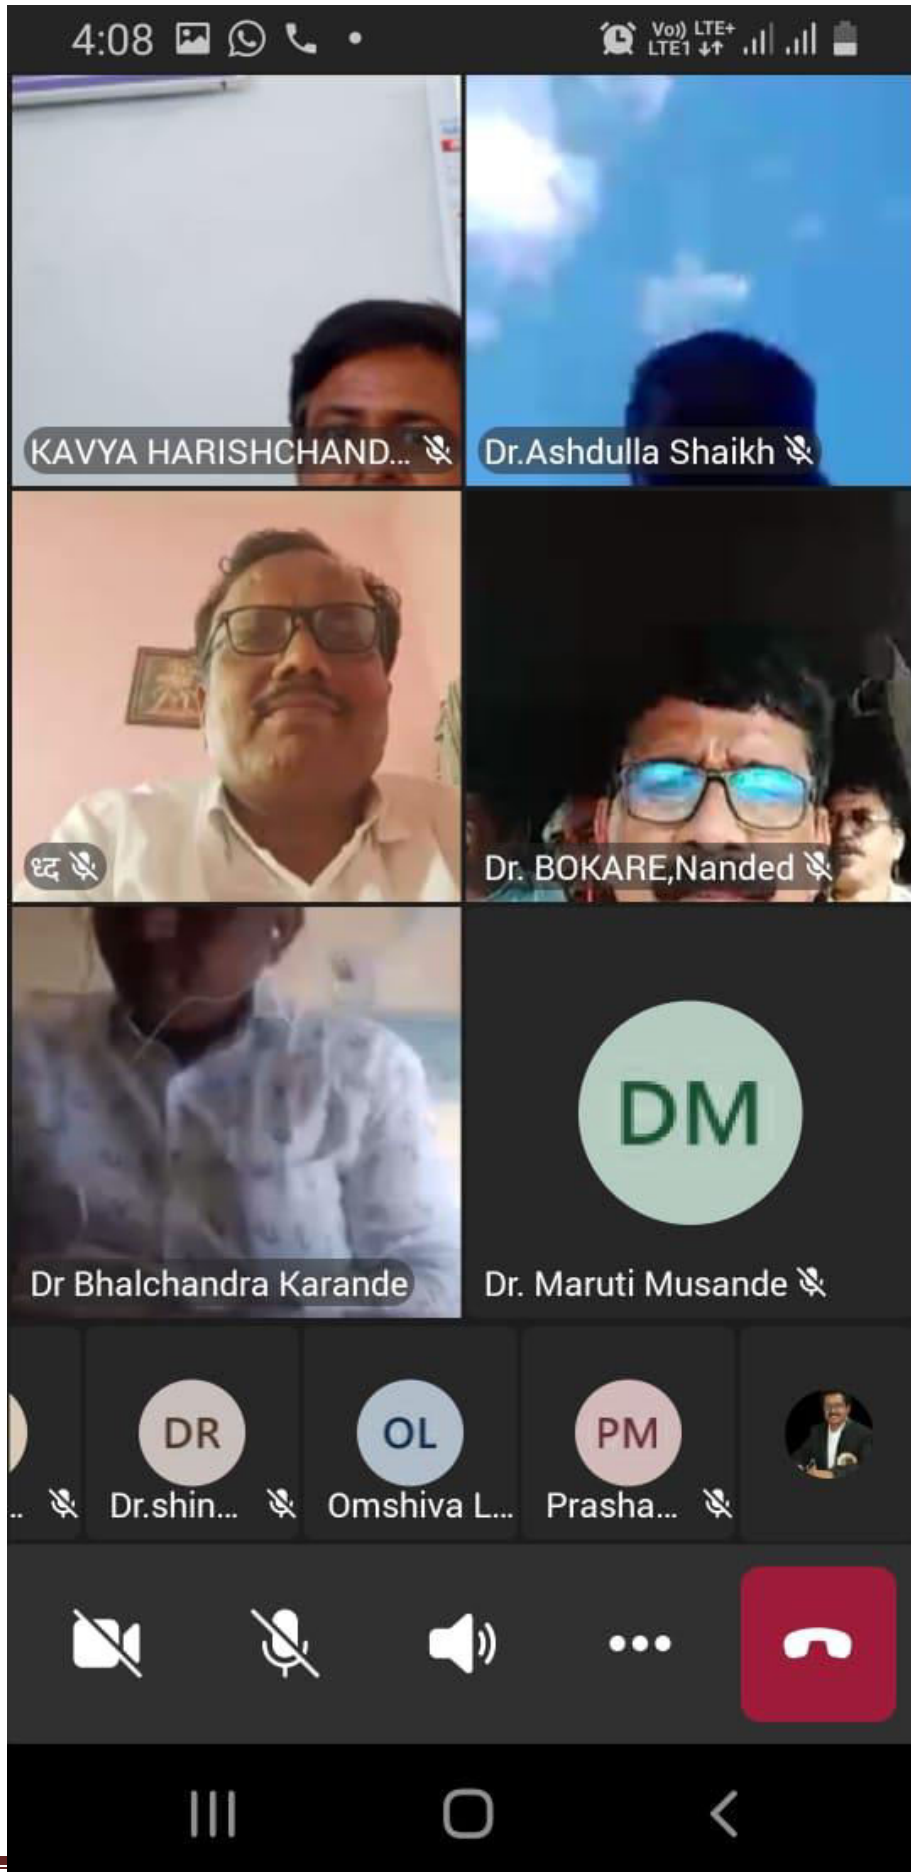 4:08
Vo)) LTE+
LTE1
KAVYA HARISHCHAND...
Dr.Ashdulla Shaikh
ध्द
Dr. BOKARE,Nanded
Dr Bhalchandra Karande
DM
Dr. Maruti Musande
DR
OL
PM
..
Dr.shin...
Omshiva L...
Prasha...